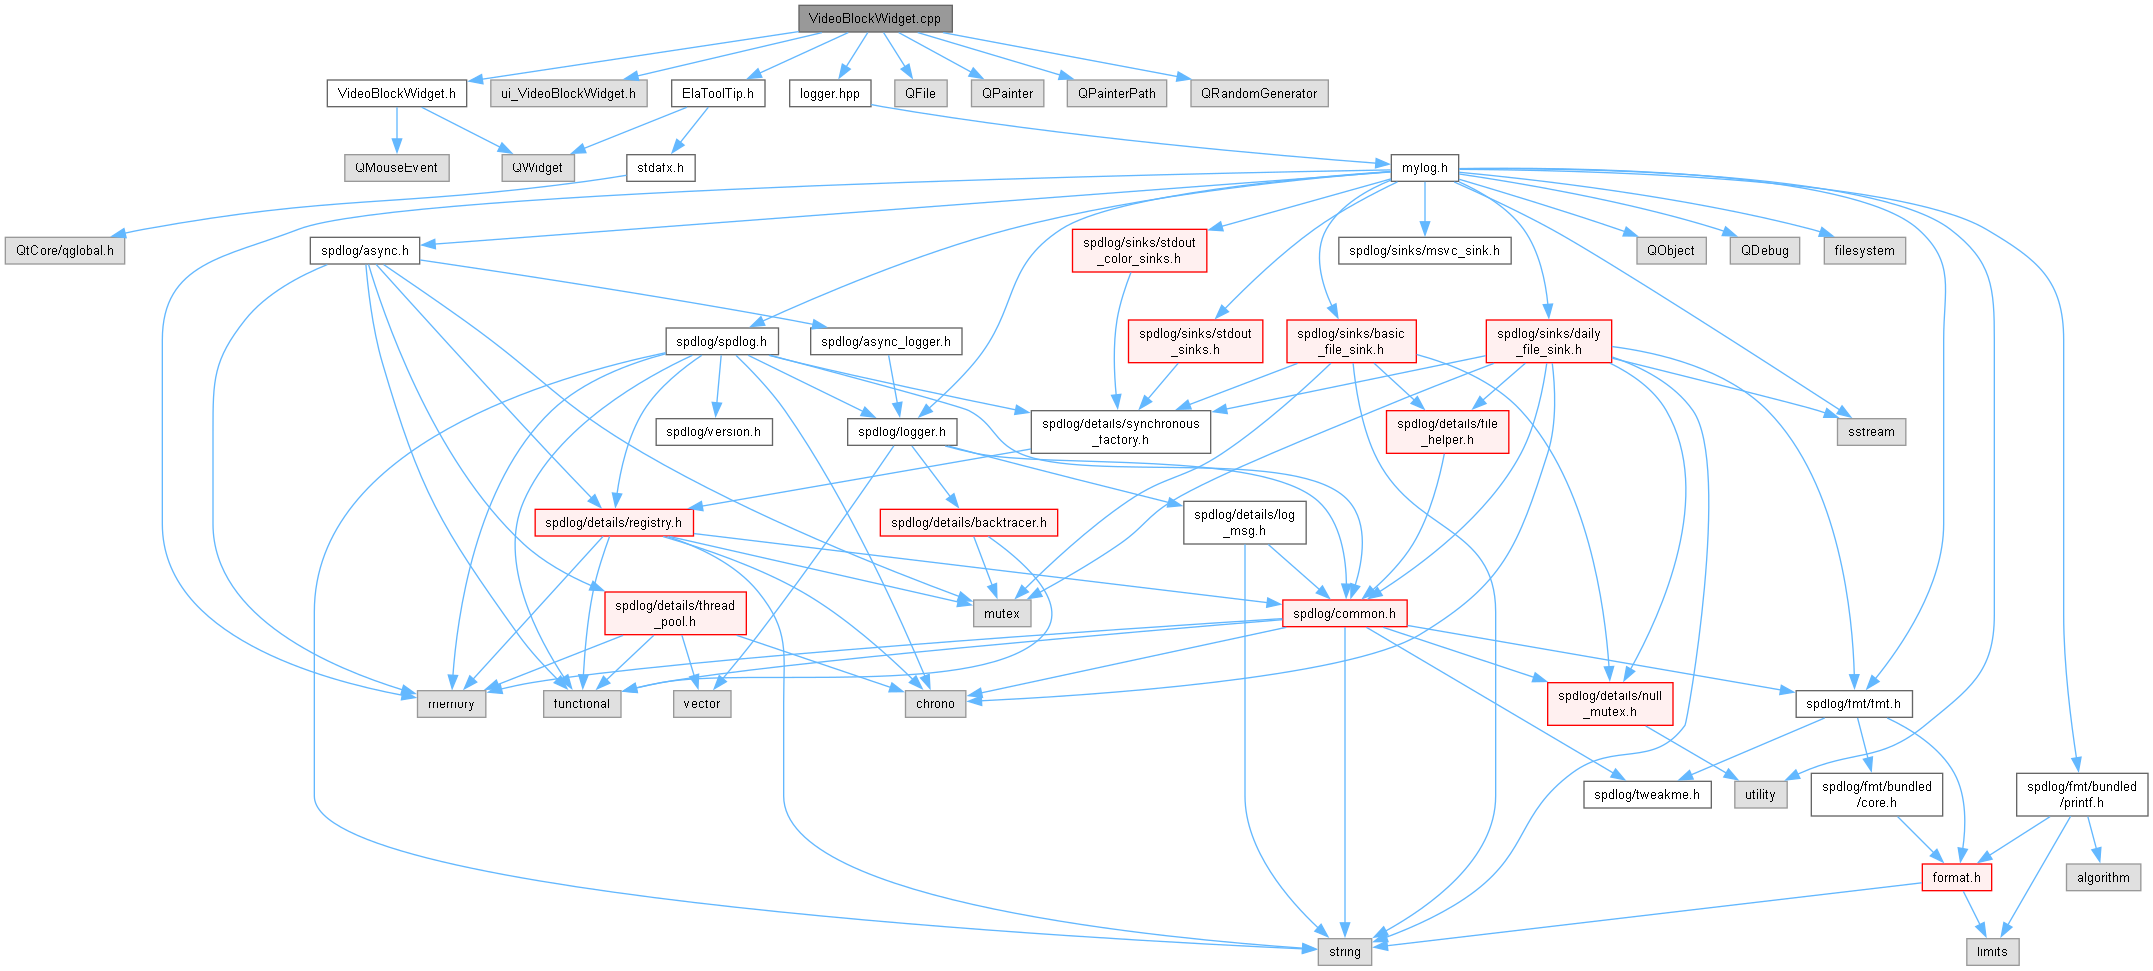 VideoBlockWidget.cpp
VideoBlockWidget.h
ui_VideoBlockWidget.h
ElaToolTip.h
logger.hpp
QFile
QPainter
QPainterPath
QRandomGenerator
QMouseEvent
QWidget
stdafx.h
mylog.h
QtCore/qglobal.h
spdlog/async.h
spdlog/sinks/stdout
_color_sinks.h
spdlog/sinks/msvc_sink.h
QObject
QDebug
filesystem
spdlog/spdlog.h
spdlog/async_logger.h
spdlog/sinks/stdout
_sinks.h
spdlog/sinks/basic
_file_sink.h
spdlog/sinks/daily
_file_sink.h
spdlog/version.h
spdlog/logger.h
spdlog/details/synchronous
_factory.h
spdlog/details/file
_helper.h
sstream
spdlog/details/registry.h
spdlog/details/backtracer.h
spdlog/details/log
_msg.h
spdlog/details/thread
_pool.h
mutex
spdlog/common.h
memory
functional
vector
chrono
spdlog/details/null
_mutex.h
spdlog/fmt/fmt.h
spdlog/tweakme.h
utility
spdlog/fmt/bundled
/core.h
spdlog/fmt/bundled
/printf.h
format.h
algorithm
string
limits